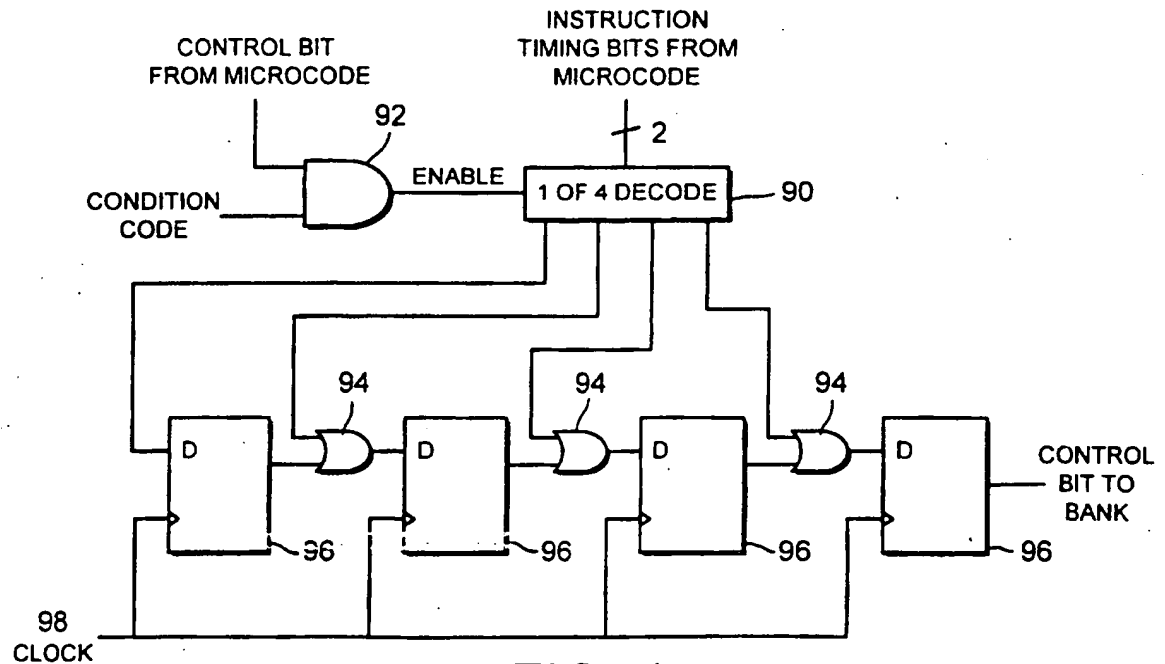 INSTRUCTION
TIMING BITS FROM
MICROCODE
CONTROL BIT
FROM MICROCODE
92
2
ENABLE
1 OF 4 DECODE
90
CONDITION
CODE
94
94
94
D
D
D
D
CONTROL
BIT TO
BANK
96
96
96
96
98
CLOCK